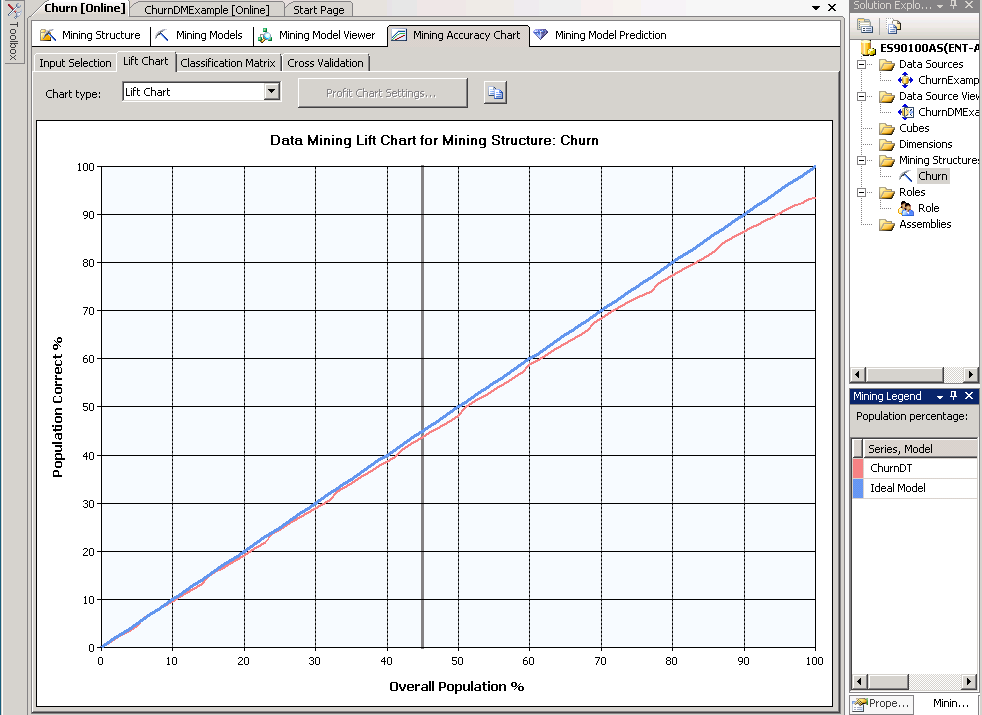 Churn [Online]
ChurnDMExample [Online]
Start Page
Solution Explo...
Toolbox
Mining Structure
Mining Models
Mining Model Viewer
Mining Accuracy Chart
Mining Model Prediction
Input Selection
Lift Chart
Classification Matrix
Cross Validation
Chart type:
Lift Chart
Profit Chart Settings...
Data Mining Lift Chart for Mining Structure: Churn
Population Correct %
100
90
80
70
60
50
40
30
20
10
0
0 10 20 30 40 50 60 70 80 90 100
Overall Population %
ES90100AS(ENT-A
Data Sources
ChurnExamp
Data Source View
ChurnDMExa
Cubes
Dimensions
Mining Structures
Churn
Roles
Role
Assemblies
Mining Legend
Population percentage:
Series, Model
ChurnDT
Ideal Model
Prope...
Minin...